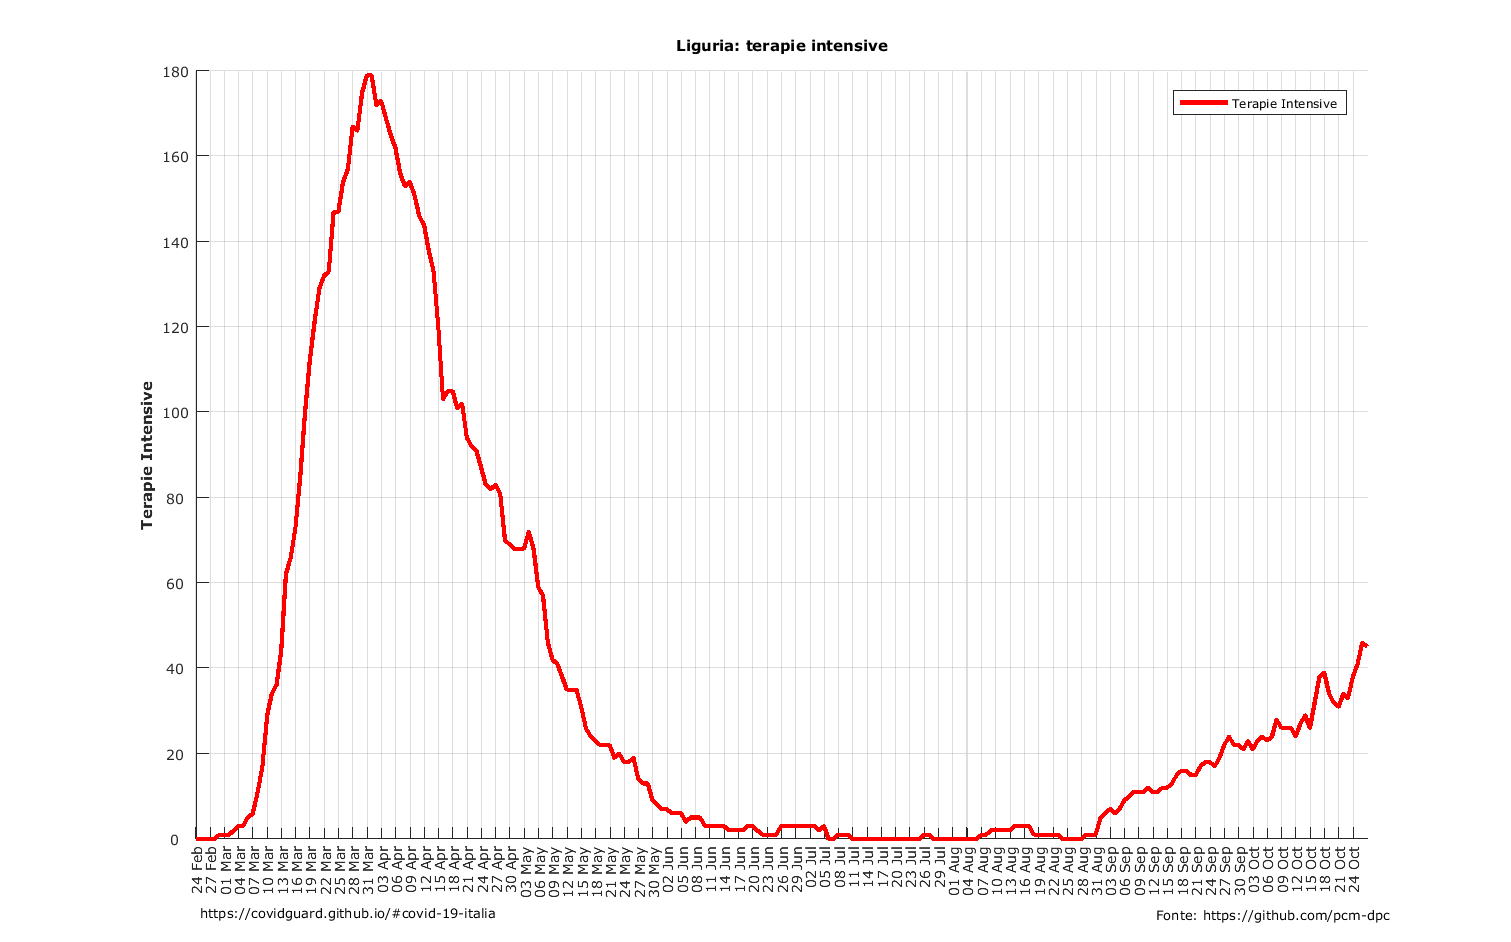 Liguria: terapie intensive
Terapie Intensive
180
160
140
120
100
80
60
40
20
0
Terapie Intensive
24 Feb
27 Feb
01 Mar
04 Mar
07 Mar
10 Mar
13 Mar
16 Mar
19 Mar
22 Mar
25 Mar
28 Mar
31 Mar
03 Apr
06 Apr
09 Apr
12 Apr
15 Apr
18 Apr
21 Apr
24 Apr
27 Apr
30 Apr
03 May
06 May
09 May
12 May
15 May
18 May
21 May
24 May
27 May
30 May
02 Jun
05 Jun
08 Jun
11 Jun
14 Jun
17 Jun
20 Jun
23 Jun
26 Jun
29 Jun
02 Jul
05 Jul
08 Jul
11 Jul
14 Jul
17 Jul
20 Jul
23 Jul
26 Jul
29 Jul
01 Aug
04 Aug
07 Aug
10 Aug
13 Aug
16 Aug
19 Aug
22 Aug
25 Aug
28 Aug
31 Aug
03 Sep
06 Sep
09 Sep
12 Sep
15 Sep
18 Sep
21 Sep
24 Sep
27 Sep
30 Sep
03 Oct
06 Oct
09 Oct
12 Oct
15 Oct
18 Oct
21 Oct
24 Oct
https://covidguard.github.io/#covid-19-italia
Fonte: https://github.com/pcm-dpc